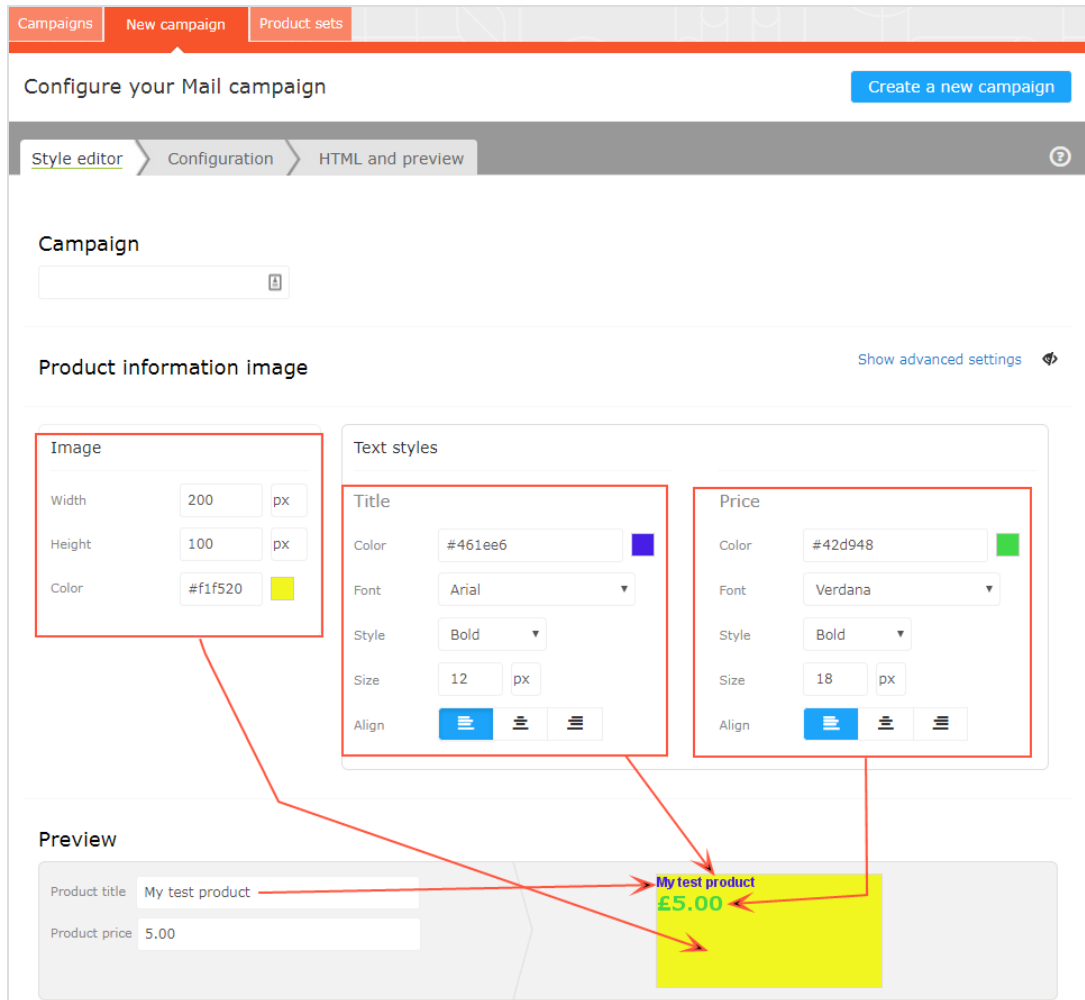 Campaigns New campaign Product sets
Configure your Mail campaign Create a new campaign
Style editor Configuration HTML and preview ?
Campaign
Product information image Show advanced settings
Image Text styles
Width 200 px Title Price
Height 100 px Color #461ee6 Color #42d948
Color #f1f520 Font Arial Font Verdana
Style Bold Style Bold
Size 12 px Size 18 px
Align Align
Preview
Product title My test product My test product
£5.00
Product price 5.00